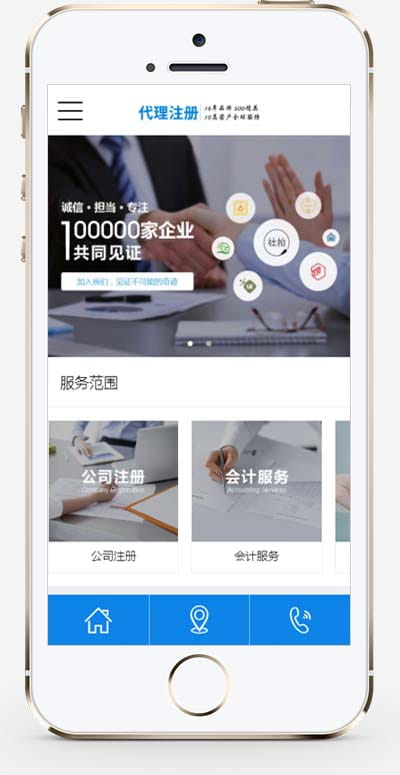 代理注册
16年品牌 500精英
10万客户全球服务
诚信·担当·专注
100000家企业
共同见证
加入我们，见证不可能的奇迹
社拍
服务范围
公司注册
Company Registration
会计服务
Accounting Services
公司注册
会计服务